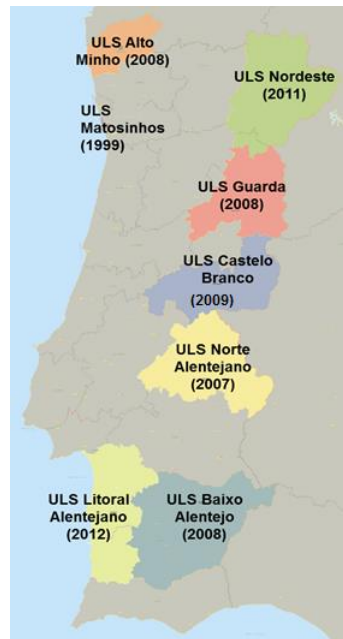 ULS Alto
Minho (2008)
ULS Nordeste
(2011)
ULS
Matosinhos
(1999)
ULS Guarda
(2008)
ULS Castelo
Branco
(2009)
ULS Norte
Alentejano
(2007)
ULS Litoral
Alentejano
(2012)
ULS Baixo
Alentejo
(2008)